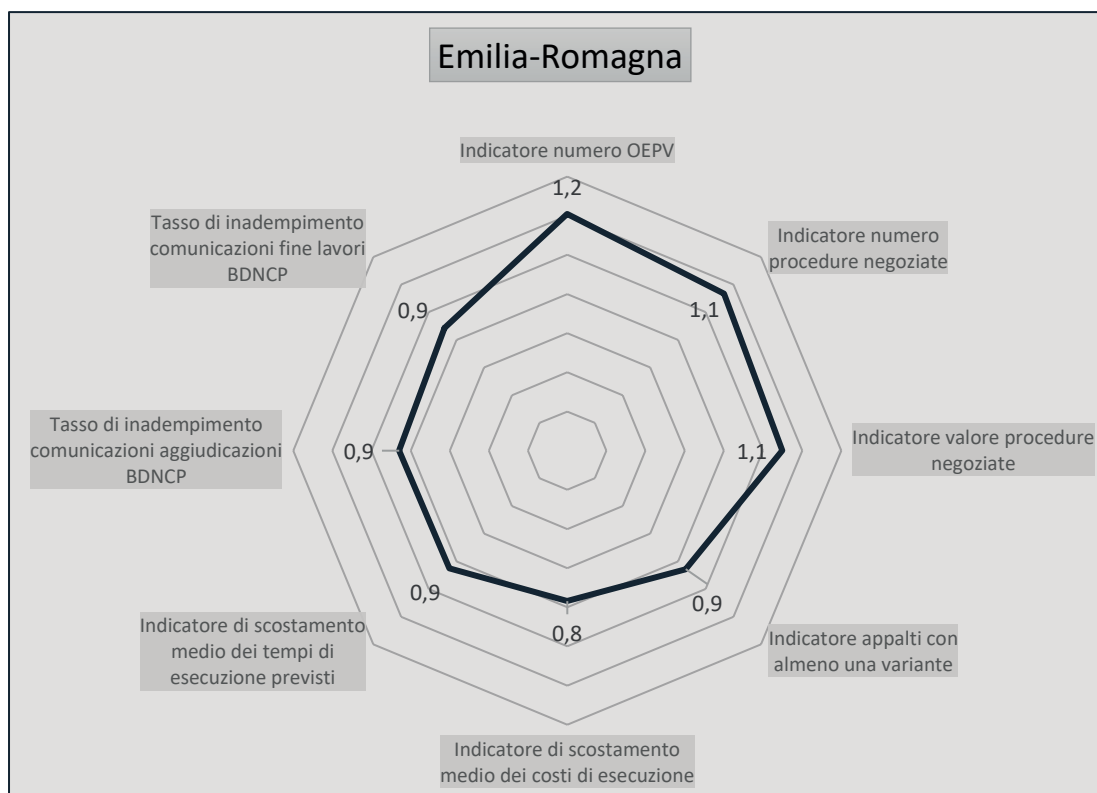 Emilia-Romagna
Indicatore numero OEPV
1,2
Indicatore numero
procedure negoziate
1,1
Indicatore valore procedure
negoziate
1,1
Indicatore appalti con
almeno una variante
0,9
Indicatore di scostamento
medio dei costi di esecuzione
0,8
Indicatore di scostamento
medio dei tempi di
esecuzione previsti
0,9
Tasso di inadempimento
comunicazioni aggiudicazioni
BDNCP
0,9
Tasso di inadempimento
comunicazioni fine lavori
BDNCP
0,9